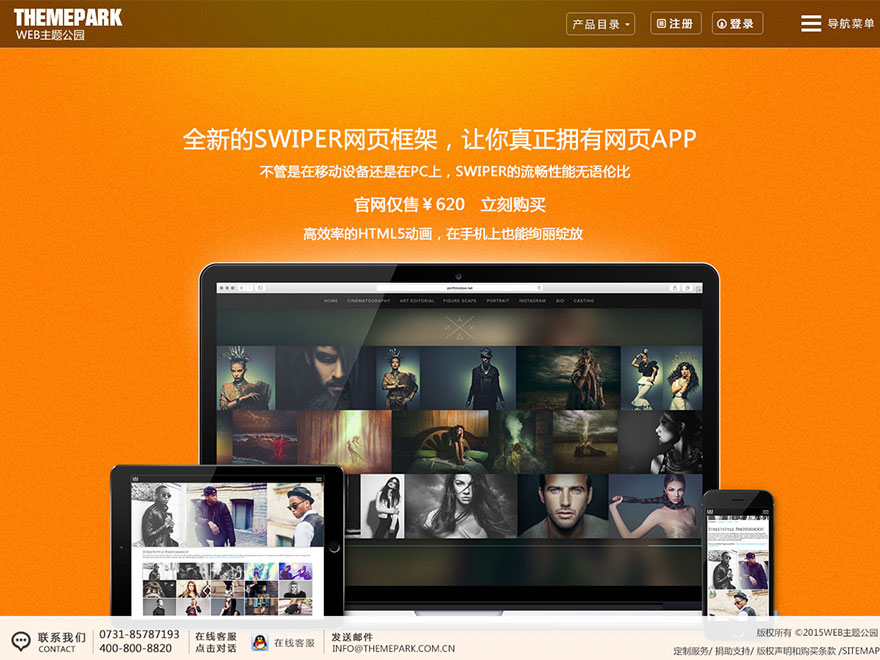 THEMEPARK
WEB主题公园
产品目录
注册
登录
导航菜单
全新的SWIPER网页框架，让你真正拥有网页APP
不管是在移动设备还是在PC上，SWIPER的流畅性能无语伦比
官网仅售￥620 立刻购买
高效率的HTML5动画，在手机上也能绚丽绽放
HOME CINEMATOGRAPHY ART EDITORIAL FIGURE SCAPE PORTRAIT INSTAGRAM BIO CASTING
STREETSTYLE PHOTOSHOOT
STREETSTYLE PHOTOSHOOT
联系我们
CONTACT
0731-85787193
400-800-8820
在线客服
点击对话
在线客服
发送邮件
INFO@THEMEPARK.COM.CN
版权所有 ©2015WEB主题公园
定制服务/ 捐助支持/ 版权声明和购买条款 /SITEMAP